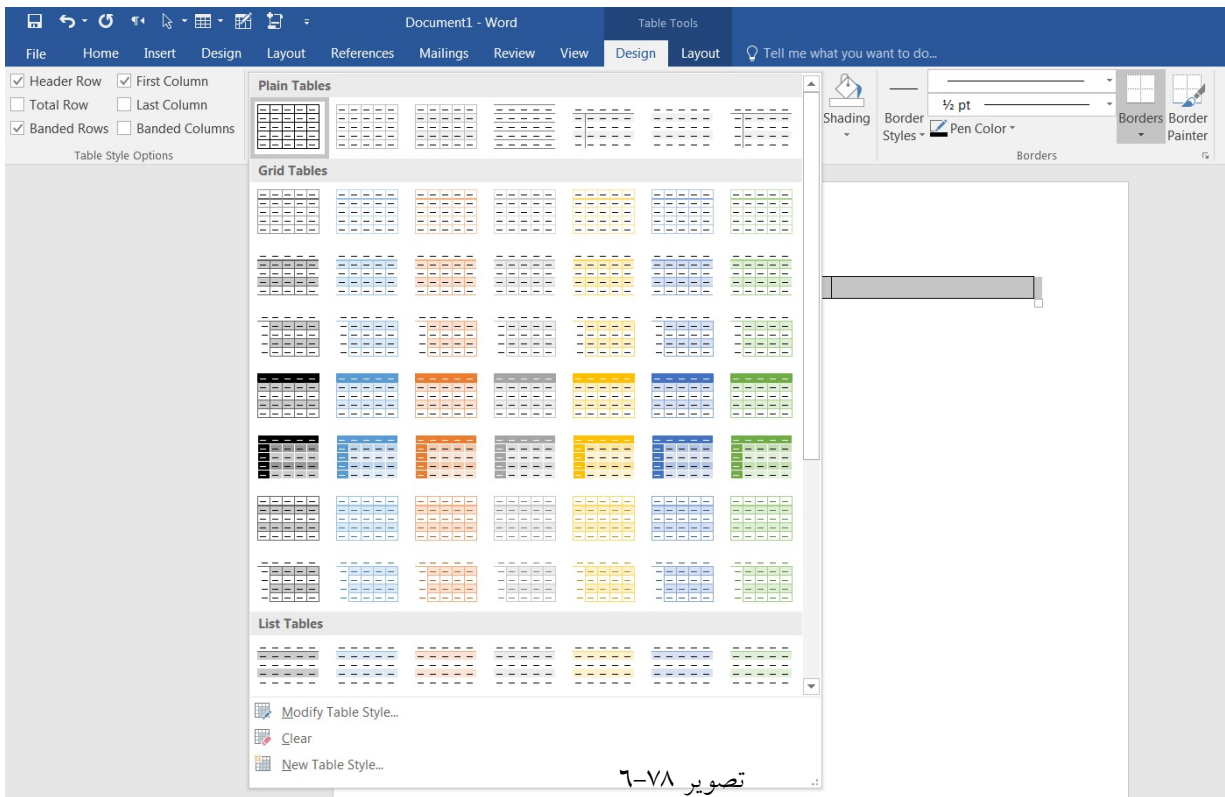 Document1 - Word
Table Tools
File Home Insert Design Layout References Mailings Review View Design Layout Tell me what you want to do...
Header Row First Column
Total Row Last Column
Banded Rows Banded Columns
Table Style Options
Plain Tables
Grid Tables
List Tables
Modify Table Style...
Clear
New Table Style...
Shading
Border Styles
½ pt
Pen Color
Borders
Border Painter
Borders
تصویر ٧٨-٦